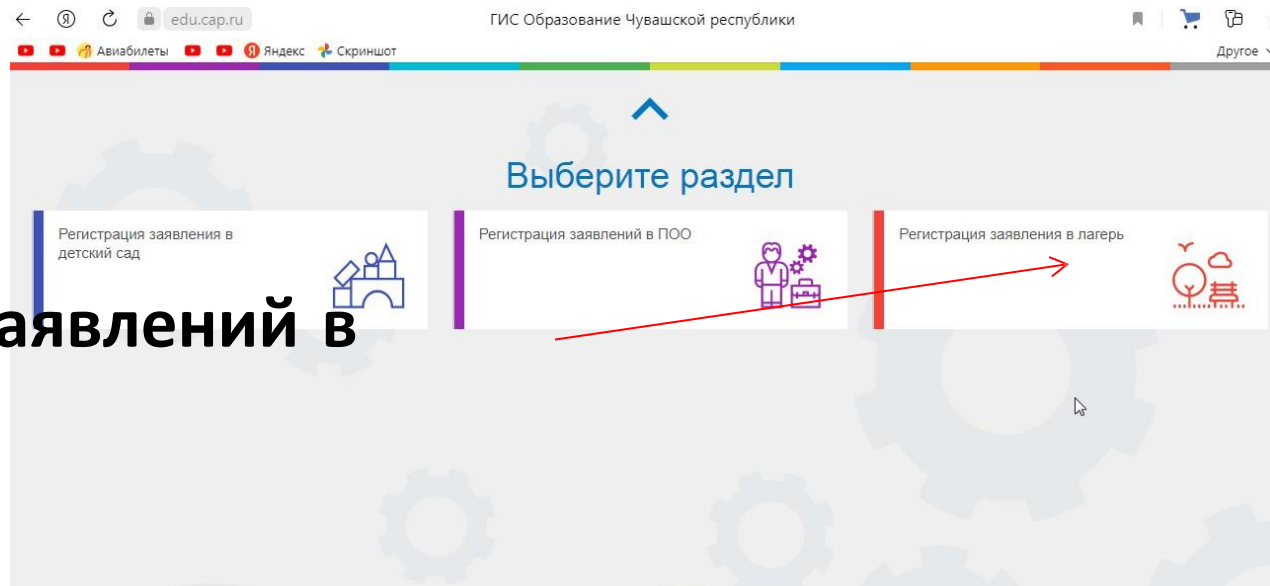 edu.cap.ru
ГИС Образование Чувашской республики
Авиабилеты
Яндекс
Скриншот
Другое
Выберите раздел
Регистрация заявления в
детский сад
Регистрация заявлений в ПОО
Регистрация заявления в лагерь
аявлений в